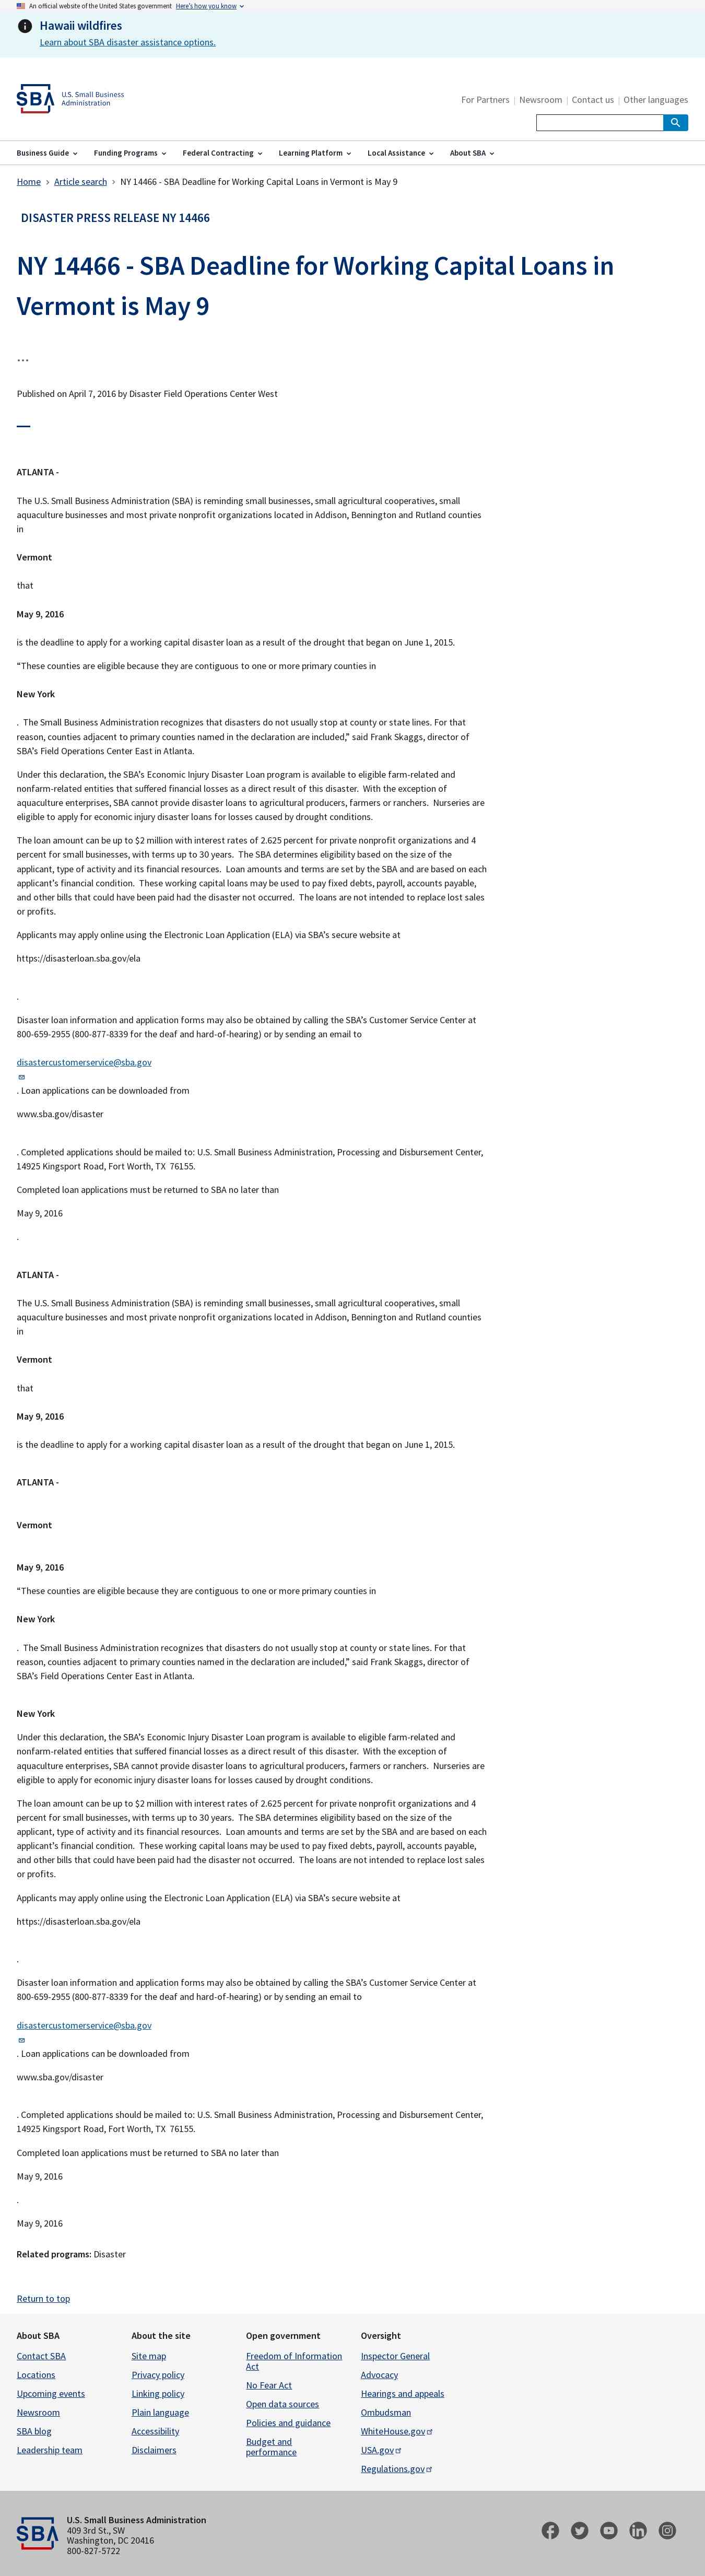 An official website of the United States government Here's how you know
Hawaii wildfires
Learn about SBA disaster assistance options.
SBA
U.S. Small Business
Administration
For Partners | Newsroom | Contact us | Other languages
Business Guide Funding Programs Federal Contracting Learning Platform Local Assistance About SBA
Home › Article search › NY 14466 - SBA Deadline for Working Capital Loans in Vermont is May 9
DISASTER PRESS RELEASE NY 14466
NY 14466 - SBA Deadline for Working Capital Loans in
Vermont is May 9
...
Published on April 7, 2016 by Disaster Field Operations Center West
ATLANTA -
The U.S. Small Business Administration (SBA) is reminding small businesses, small agricultural cooperatives, small
aquaculture businesses and most private nonprofit organizations located in Addison, Bennington and Rutland counties
in
Vermont
that
May 9, 2016
is the deadline to apply for a working capital disaster loan as a result of the drought that began on June 1, 2015.
“These counties are eligible because they are contiguous to one or more primary counties in
New York
. The Small Business Administration recognizes that disasters do not usually stop at county or state lines. For that
reason, counties adjacent to primary counties named in the declaration are included,” said Frank Skaggs, director of
SBA’s Field Operations Center East in Atlanta.
Under this declaration, the SBA’s Economic Injury Disaster Loan program is available to eligible farm-related and
nonfarm-related entities that suffered financial losses as a direct result of this disaster. With the exception of
aquaculture enterprises, SBA cannot provide disaster loans to agricultural producers, farmers or ranchers. Nurseries are
eligible to apply for economic injury disaster loans for losses caused by drought conditions.
The loan amount can be up to $2 million with interest rates of 2.625 percent for private nonprofit organizations and 4
percent for small businesses, with terms up to 30 years. The SBA determines eligibility based on the size of the
applicant, type of activity and its financial resources. Loan amounts and terms are set by the SBA and are based on each
applicant’s financial condition. These working capital loans may be used to pay fixed debts, payroll, accounts payable,
and other bills that could have been paid had the disaster not occurred. The loans are not intended to replace lost sales
or profits.
Applicants may apply online using the Electronic Loan Application (ELA) via SBA’s secure website at
https://disasterloan.sba.gov/ela
.
Disaster loan information and application forms may also be obtained by calling the SBA’s Customer Service Center at
800-659-2955 (800-877-8339 for the deaf and hard-of-hearing) or by sending an email to
disastercustomerservice@sba.gov
. Loan applications can be downloaded from
www.sba.gov/disaster
. Completed applications should be mailed to: U.S. Small Business Administration, Processing and Disbursement Center,
14925 Kingsport Road, Fort Worth, TX 76155.
Completed loan applications must be returned to SBA no later than
May 9, 2016
.
ATLANTA -
The U.S. Small Business Administration (SBA) is reminding small businesses, small agricultural cooperatives, small
aquaculture businesses and most private nonprofit organizations located in Addison, Bennington and Rutland counties
in
Vermont
that
May 9, 2016
is the deadline to apply for a working capital disaster loan as a result of the drought that began on June 1, 2015.
ATLANTA -
Vermont
May 9, 2016
“These counties are eligible because they are contiguous to one or more primary counties in
New York
. The Small Business Administration recognizes that disasters do not usually stop at county or state lines. For that
reason, counties adjacent to primary counties named in the declaration are included,” said Frank Skaggs, director of
SBA’s Field Operations Center East in Atlanta.
New York
Under this declaration, the SBA’s Economic Injury Disaster Loan program is available to eligible farm-related and
nonfarm-related entities that suffered financial losses as a direct result of this disaster. With the exception of
aquaculture enterprises, SBA cannot provide disaster loans to agricultural producers, farmers or ranchers. Nurseries are
eligible to apply for economic injury disaster loans for losses caused by drought conditions.
The loan amount can be up to $2 million with interest rates of 2.625 percent for private nonprofit organizations and 4
percent for small businesses, with terms up to 30 years. The SBA determines eligibility based on the size of the
applicant, type of activity and its financial resources. Loan amounts and terms are set by the SBA and are based on each
applicant’s financial condition. These working capital loans may be used to pay fixed debts, payroll, accounts payable,
and other bills that could have been paid had the disaster not occurred. The loans are not intended to replace lost sales
or profits.
Applicants may apply online using the Electronic Loan Application (ELA) via SBA’s secure website at
https://disasterloan.sba.gov/ela
.
Disaster loan information and application forms may also be obtained by calling the SBA’s Customer Service Center at
800-659-2955 (800-877-8339 for the deaf and hard-of-hearing) or by sending an email to
disastercustomerservice@sba.gov
. Loan applications can be downloaded from
www.sba.gov/disaster
. Completed applications should be mailed to: U.S. Small Business Administration, Processing and Disbursement Center,
14925 Kingsport Road, Fort Worth, TX 76155.
Completed loan applications must be returned to SBA no later than
May 9, 2016
.
May 9, 2016
Related programs: Disaster
Return to top
About SBA
Contact SBA
Locations
Upcoming events
Newsroom
SBA blog
Leadership team
About the site
Site map
Privacy policy
Linking policy
Plain language
Accessibility
Disclaimers
Open government
Freedom of Information
Act
No Fear Act
Open data sources
Policies and guidance
Budget and
performance
Oversight
Inspector General
Advocacy
Hearings and appeals
Ombudsman
WhiteHouse.gov
USA.gov
Regulations.gov
SBA
U.S. Small Business Administration
409 3rd St., SW
Washington, DC 20416
800-827-5722